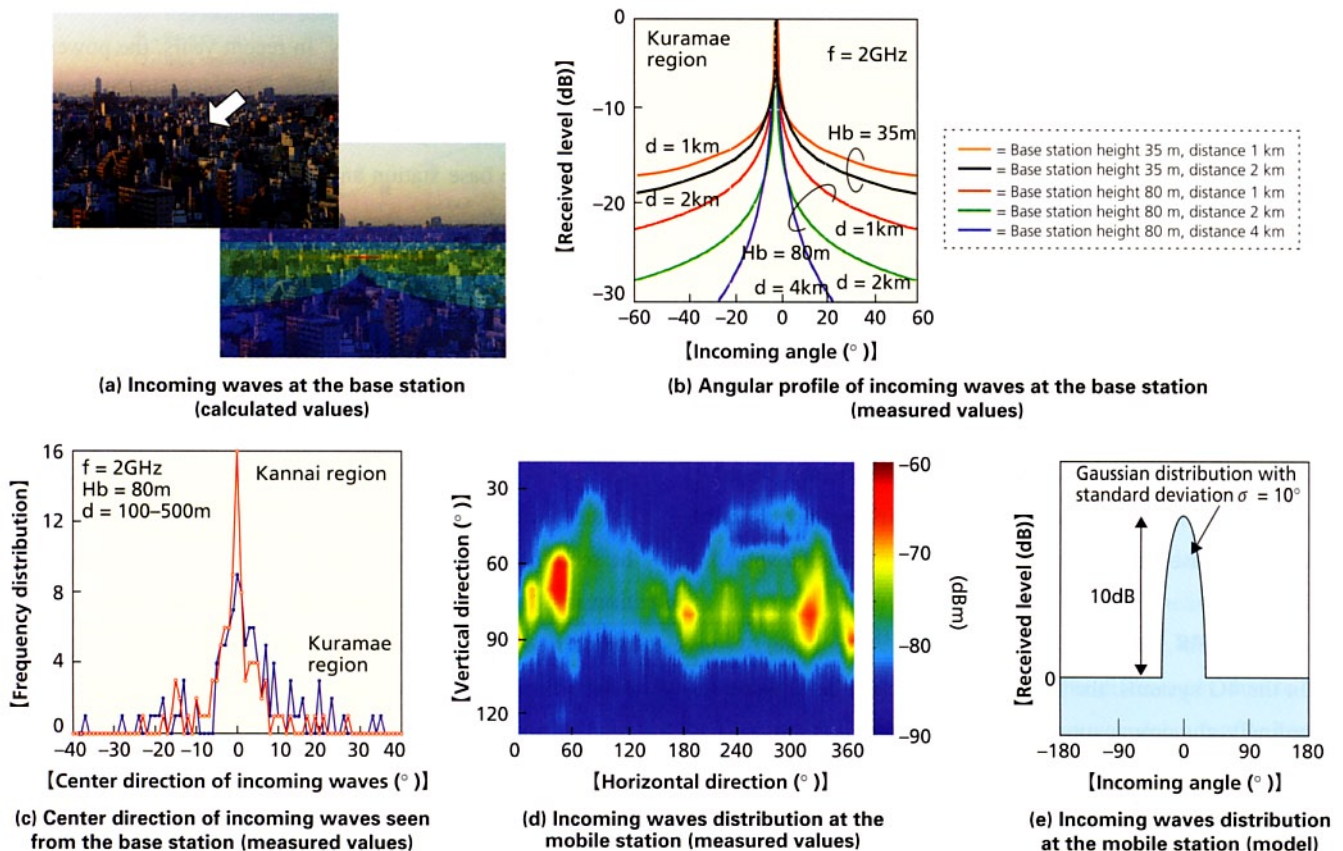 (a) Incoming waves at the base station
(calculated values)
0
-10
-20
-30
-60
-40
-20
0
20
40
60
【Received level (dB)】
Kuramae
region
f = 2GHz
Hb = 35m
d = 1km
d = 2km
d =1km
Hb = 80m
d = 4km
d = 2km
【Incoming angle (°)】
= Base station height 35 m, distance 1 km
= Base station height 35 m, distance 2 km
= Base station height 80 m, distance 1 km
= Base station height 80 m, distance 2 km
= Base station height 80 m, distance 4 km
(b) Angular profile of incoming waves at the base station
(measured values)
16
12
8
4
0
-40
-30
-20
-10
0
10
20
30
40
【Frequency distribution】
f = 2GHz
Hb = 80m
d = 100–500m
Kannai region
Kuramae
region
【Center direction of incoming waves (°)】
(c) Center direction of incoming waves seen
from the base station (measured values)
30
60
90
120
0
60
120
180
240
300
360
【Vertical direction (°)】
【Horizontal direction (°)】
-60
-70
-80
-90
(dBm)
(d) Incoming waves distribution at the
mobile station (measured values)
Gaussian distribution with
standard deviation σ = 10°
10dB
0
【Received level (dB)】
-180
-90
0
90
180
【Incoming angle (°)】
(e) Incoming waves distribution
at the mobile station (model)